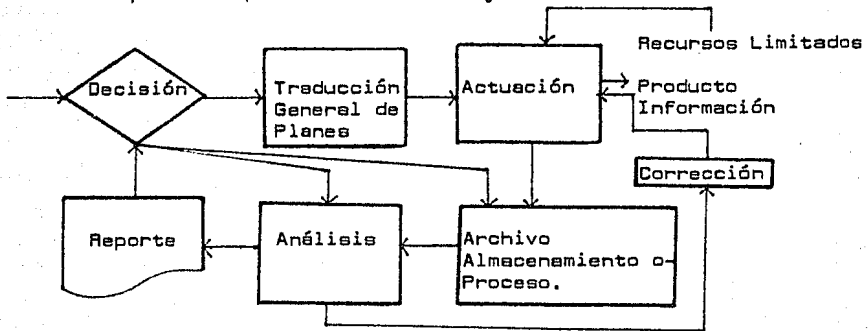 Recursos Limitados
Decisión
Traducción
General de
Planes
Actuación
Producto
Información
Corrección
Reporte
Análisis
Archivo
Almacenamiento o-
Proceso.